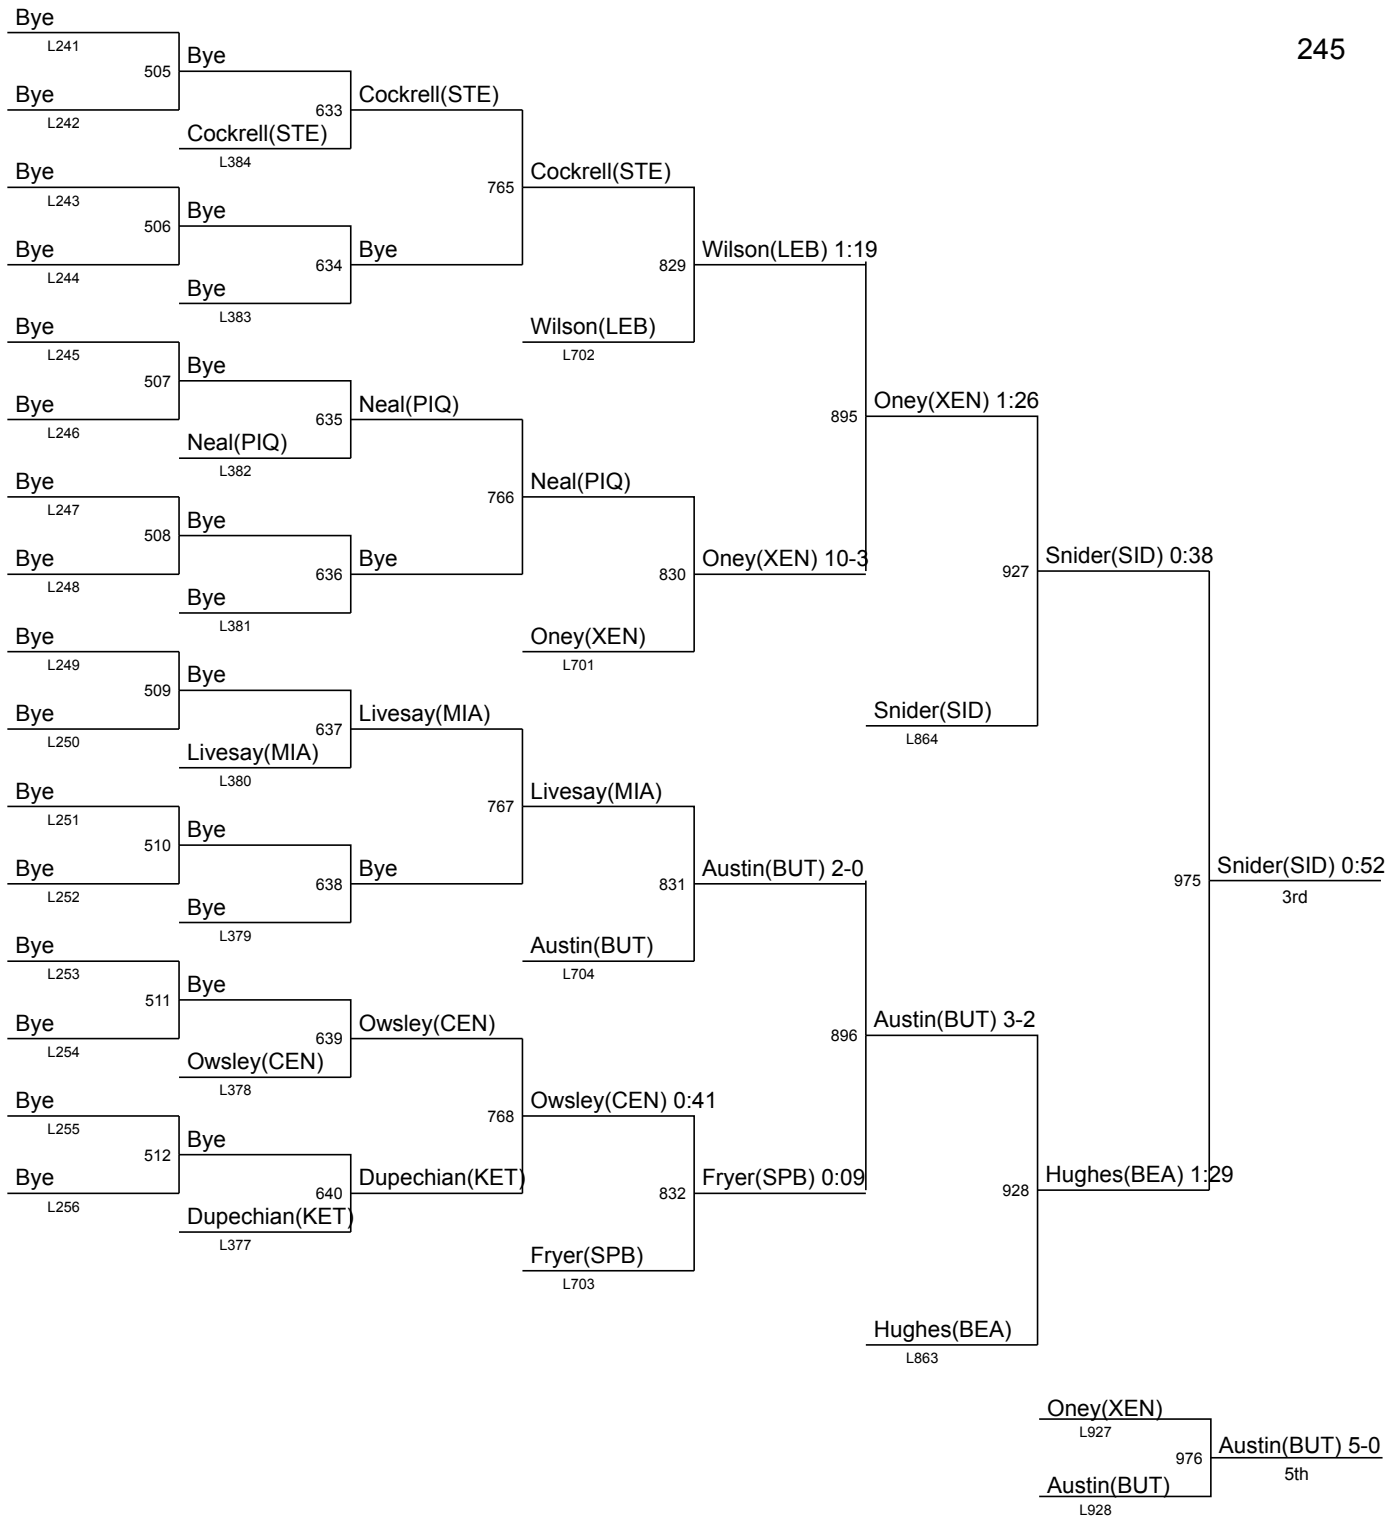 Bye
L241
245
505
Bye
Bye
L242
633
Cockrell(STE)
Cockrell(STE)
L384
Bye
L243
765
Cockrell(STE)
506
Bye
Bye
L244
634
Bye
829
Wilson(LEB) 1:19
Bye
L383
Bye
L245
Wilson(LEB)
L702
507
Bye
Bye
L246
635
Neal(PIQ)
895
Oney(XEN) 1:26
Neal(PIQ)
L382
Bye
L247
766
Neal(PIQ)
508
Bye
Bye
L248
636
Bye
830
Oney(XEN) 10-3
927
Snider(SID) 0:38
Bye
L381
Bye
L249
Oney(XEN)
L701
509
Bye
Bye
L250
637
Livesay(MIA)
Snider(SID)
L864
Livesay(MIA)
L380
Bye
L251
767
Livesay(MIA)
510
Bye
Bye
L252
638
Bye
831
Austin(BUT) 2-0
975
Snider(SID) 0:52
3rd
Bye
L379
Bye
L253
Austin(BUT)
L704
511
Bye
Bye
L254
639
Owsley(CEN)
896
Austin(BUT) 3-2
Owsley(CEN)
L378
Bye
L255
768
Owsley(CEN) 0:41
512
Bye
Bye
L256
640
Dupechian(KET)
832
Fryer(SPB) 0:09
928
Hughes(BEA) 1:29
Dupechian(KET)
L377
Fryer(SPB)
L703
Hughes(BEA)
L863
Oney(XEN)
L927
976
Austin(BUT) 5-0
5th
Austin(BUT)
L928